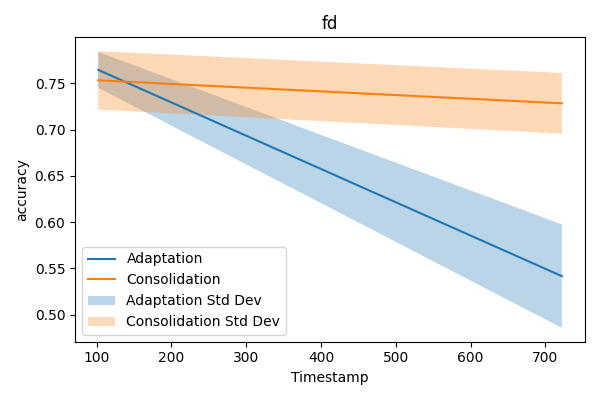 fd
accuracy
0.75
0.70
0.65
0.60
0.55
0.50
Adaptation
Consolidation
Adaptation Std Dev
Consolidation Std Dev
100 200 300 400 500 600 700
Timestamp